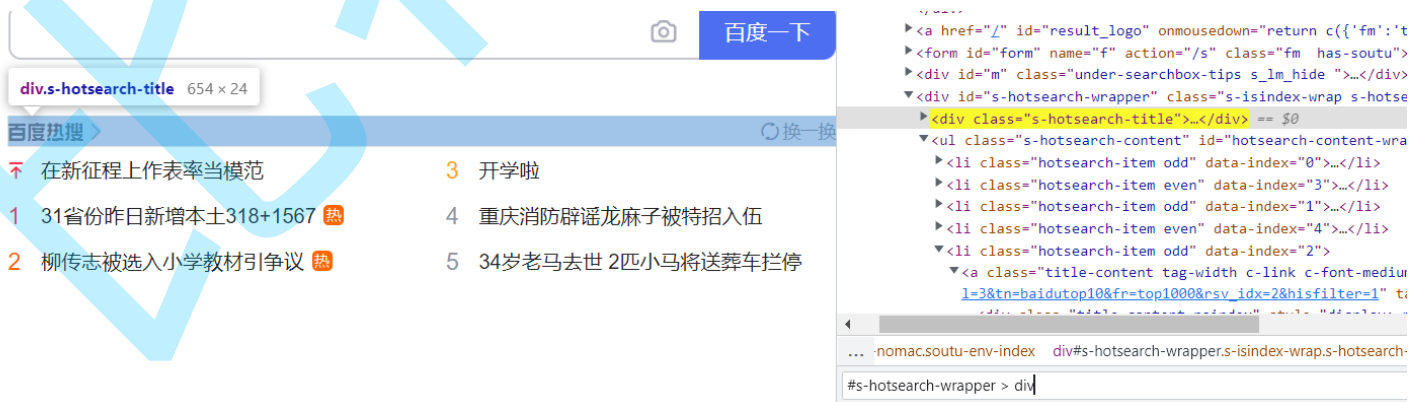 百度一下
div.s-hotsearch-title 654 × 24
百度热搜
换一换
在新征程上作表率当模范
3 开学啦
1 31省份昨日新增本土318+1567 热
4 重庆消防辟谣龙麻子被特招入伍
2 柳传志被选入小学教材引争议 热
5 34岁老马去世 2匹小马将送葬车拦停
<a href="/" id="result_logo" onmousedown="return c({'fm':'t
<form id="form" name="f" action="/s" class="fm  has-soutu">
<div id="m" class="under-searchbox-tips s_lm_hide ">…</div>
<div id="s-hotsearch-wrapper" class="s-isindex-wrap s-hotse
<div class="s-hotsearch-title">…</div> == $0
<ul class="s-hotsearch-content" id="hotsearch-content-wra
<li class="hotsearch-item odd" data-index="0">…</li>
<li class="hotsearch-item even" data-index="3">…</li>
<li class="hotsearch-item odd" data-index="1">…</li>
<li class="hotsearch-item even" data-index="4">…</li>
<li class="hotsearch-item odd" data-index="2">
<a class="title-content tag-width c-link c-font-mediu
l=3&tn=baidutop10&fr=top1000&rsv_idx=2&hisfilter=1" ta
… -nomac.soutu-env-index div#s-hotsearch-wrapper.s-isindex-wrap.s-hotsearch-
#s-hotsearch-wrapper > div